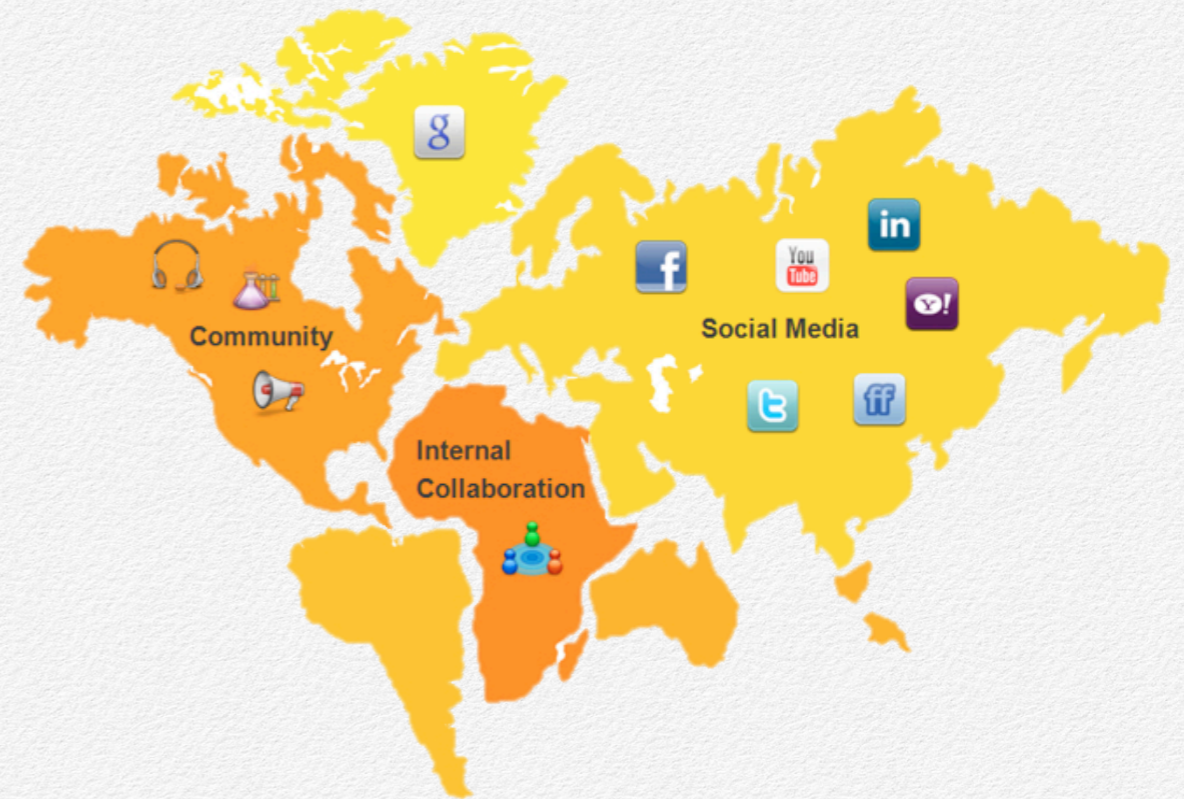 g
in
f
You
Tube
Y!
Community
Social Media
t
ff
Internal
Collaboration